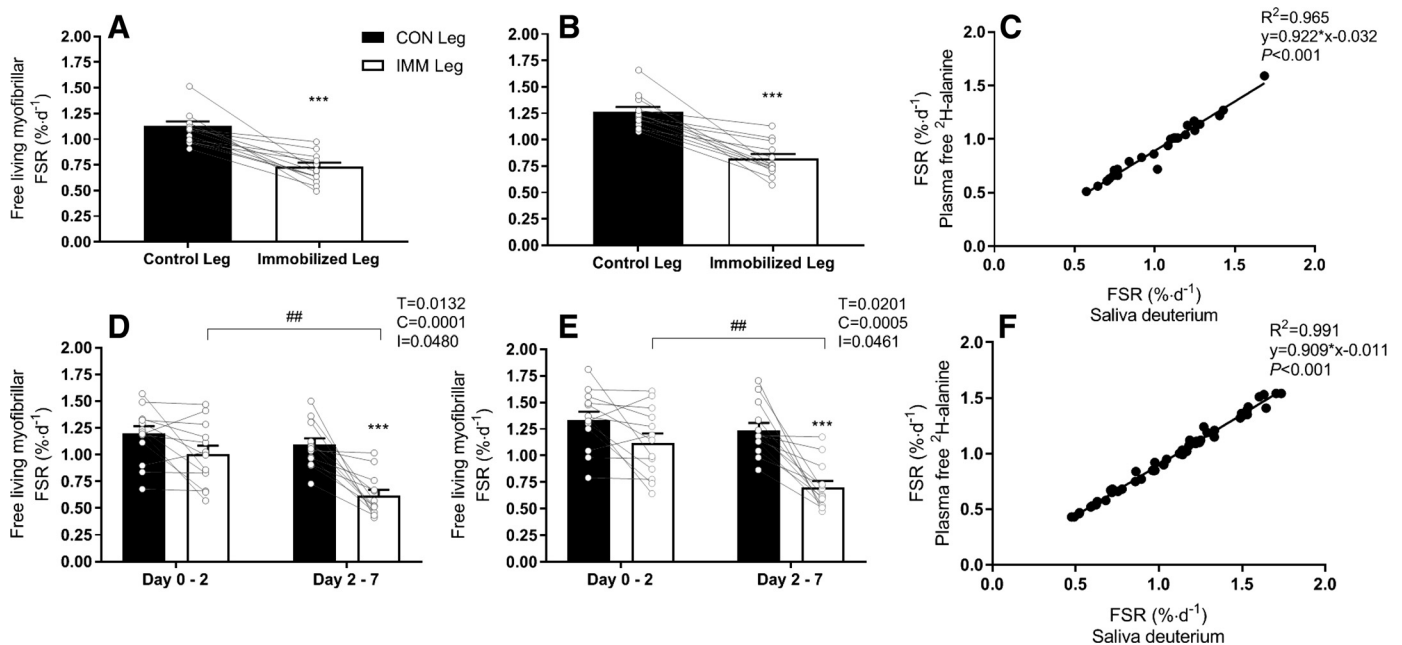 A
CON Leg
IMM Leg
Free living myofibrillar
FSR (%·d⁻¹)
2.00
1.75
1.50
1.25
1.00
0.75
0.50
0.25
0.00
***
Control Leg
Immobilized Leg
B
2.00
1.75
1.50
1.25
1.00
0.75
0.50
0.25
0.00
***
Control Leg
Immobilized Leg
C
R²=0.965
y=0.922*x-0.032
P<0.001
FSR (%·d⁻¹)
Plasma free ²H-alanine
2.0
1.5
1.0
0.5
0.0
0.0 0.5 1.0 1.5 2.0
FSR (%·d⁻¹)
Saliva deuterium
D
##
T=0.0132
C=0.0001
I=0.0480
Free living myofibrillar
FSR (%·d⁻¹)
2.00
1.75
1.50
1.25
1.00
0.75
0.50
0.25
0.00
***
Day 0 - 2
Day 2 - 7
E
##
T=0.0201
C=0.0005
I=0.0461
Free living myofibrillar
FSR (%·d⁻¹)
2.00
1.75
1.50
1.25
1.00
0.75
0.50
0.25
0.00
***
Day 0 - 2
Day 2 - 7
F
R²=0.991
y=0.909*x-0.011
P<0.001
FSR (%·d⁻¹)
Plasma free ²H-alanine
2.0
1.5
1.0
0.5
0.0
0.0 0.5 1.0 1.5 2.0
FSR (%·d⁻¹)
Saliva deuterium